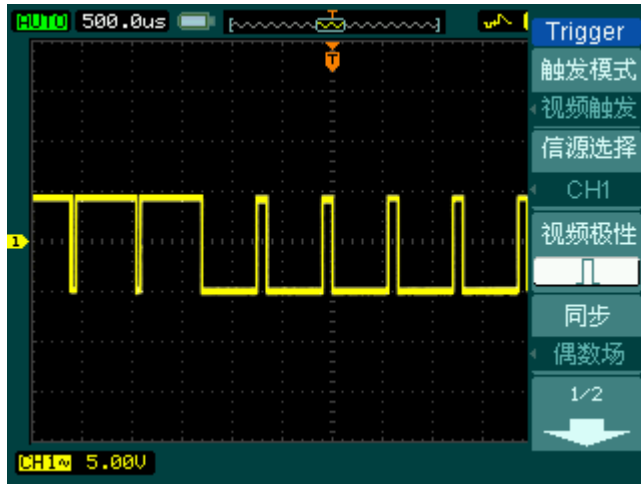 AUTO 500.0us
T
Trigger
触发模式
视频触发
信源选择
CH1
视频极性
同步
偶数场
1/2
1
CH1~ 5.00V